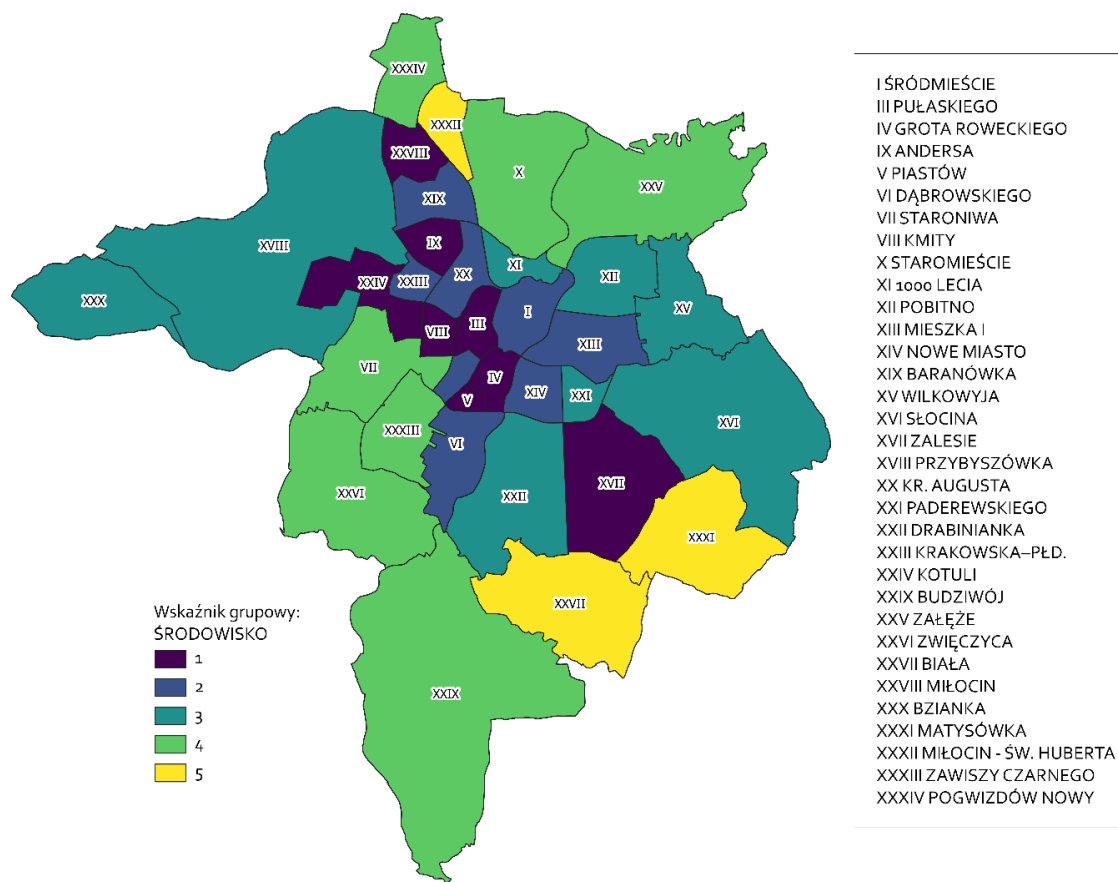 XXXIV
XXXII
XXVIII
X
XXV
XIX
IX
XVIII
XX
XI
XII
XXIV
XXIII
XXX
XV
VIII
III
I
XIII
VII
IV
V
XIV
XXI
XVI
XXXIII
VI
XXVI
XXII
XVII
XXXI
XXVII
XXIX
Wskaźnik grupowy:
ŚRODOWISKO
1
2
3
4
5
I ŚRÓDMIEŚCIE
III PUŁASKIEGO
IV GROTA ROWECKIEGO
IX ANDERSA
V PIASTÓW
VI DĄBROWSKIEGO
VII STARONIWA
VIII KMITY
X STAROMIEŚCIE
XI 1000 LECIA
XII POBITNO
XIII MIESZKA I
XIV NOWE MIASTO
XIX BARANÓWKA
XV WILKOWYJA
XVI SŁOCINA
XVII ZALESIE
XVIII PRZYBYSZÓWKA
XX KR. AUGUSTA
XXI PADEREWSKIEGO
XXII DRABINIANKA
XXIII KRAKOWSKA–PŁD.
XXIV KOTULI
XXIX BUDZIWÓJ
XXV ZAŁĘŻE
XXVI ZWIĘCZYCA
XXVII BIAŁA
XXVIII MIŁOCIN
XXX BZIANKA
XXXI MATYSÓWKA
XXXII MIŁOCIN - ŚW. HUBERTA
XXXIII ZAWISZY CZARNEGO
XXXIV POGWIZDÓW NOWY